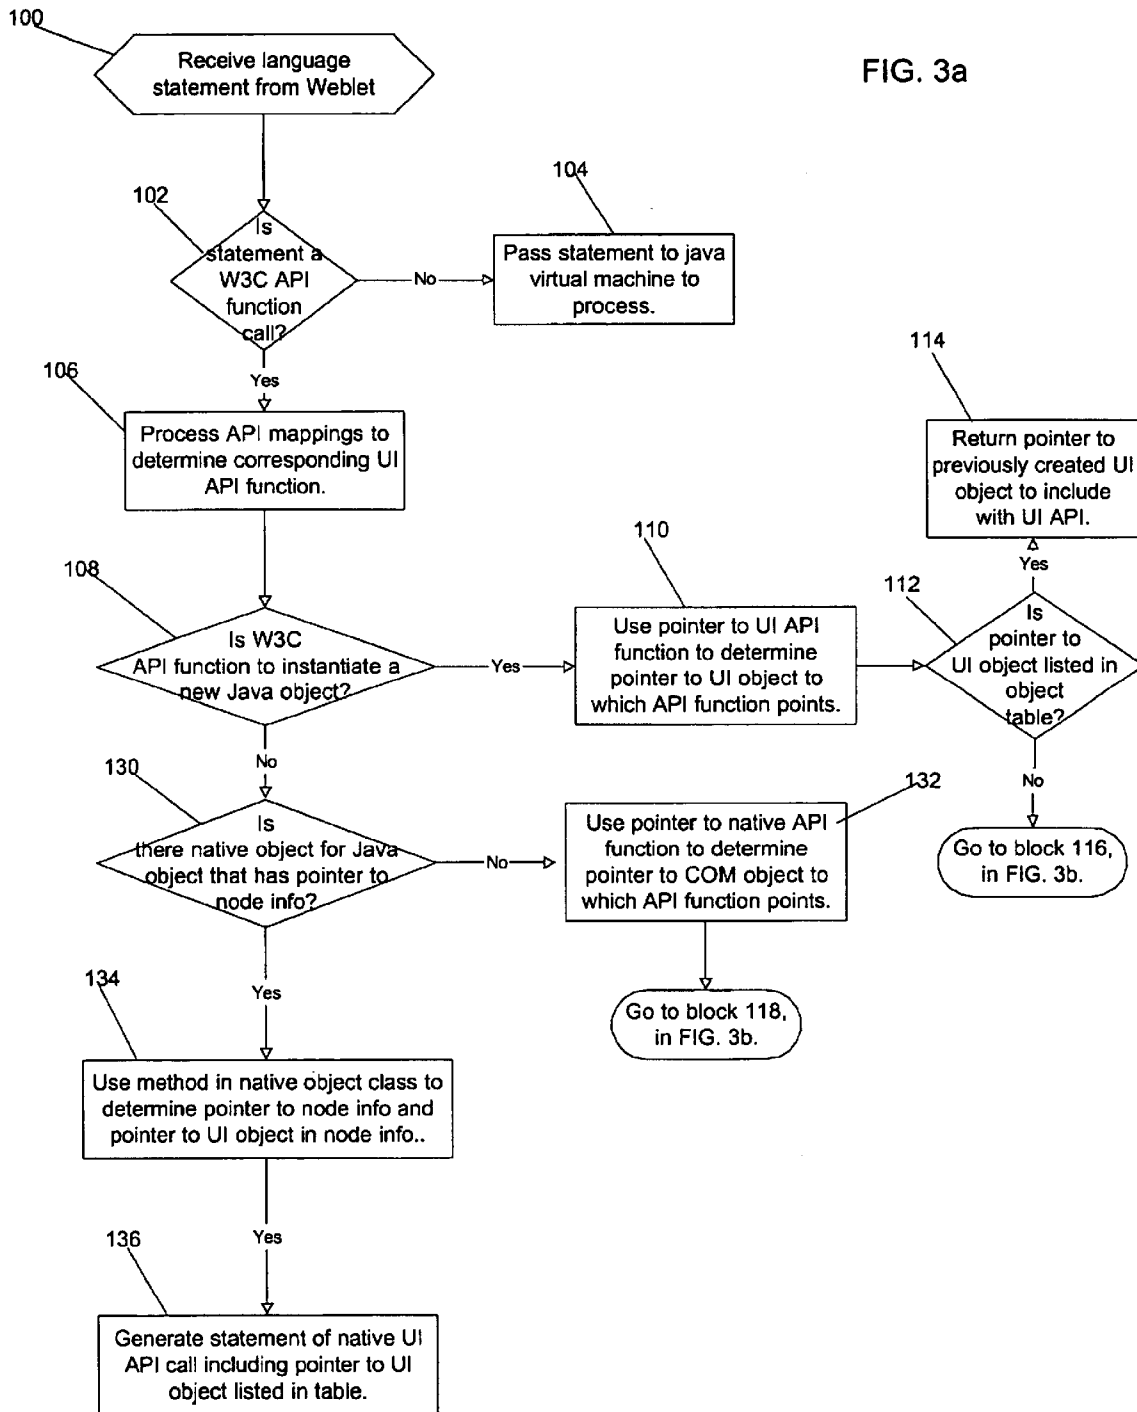 100
Receive language
statement from Weblet
FIG. 3a
102
Is
statement a
W3C API
function
call?
No
104
Pass statement to java
virtual machine to
process.
Yes
106
Process API mappings to
determine corresponding UI
API function.
108
Is W3C
API function to instantiate a
new Java object?
Yes
110
Use pointer to UI API
function to determine
pointer to UI object to
which API function points.
112
Is
pointer to
UI object listed in
object
table?
Yes
114
Return pointer to
previously created UI
object to include
with UI API.
No
Go to block 116,
in FIG. 3b.
No
130
Is
there native object for Java
object that has pointer to
node info?
No
132
Use pointer to native API
function to determine
pointer to COM object to
which API function points.
Go to block 118,
in FIG. 3b.
Yes
134
Use method in native object class to
determine pointer to node info and
pointer to UI object in node info..
Yes
136
Generate statement of native UI
API call including pointer to UI
object listed in table.